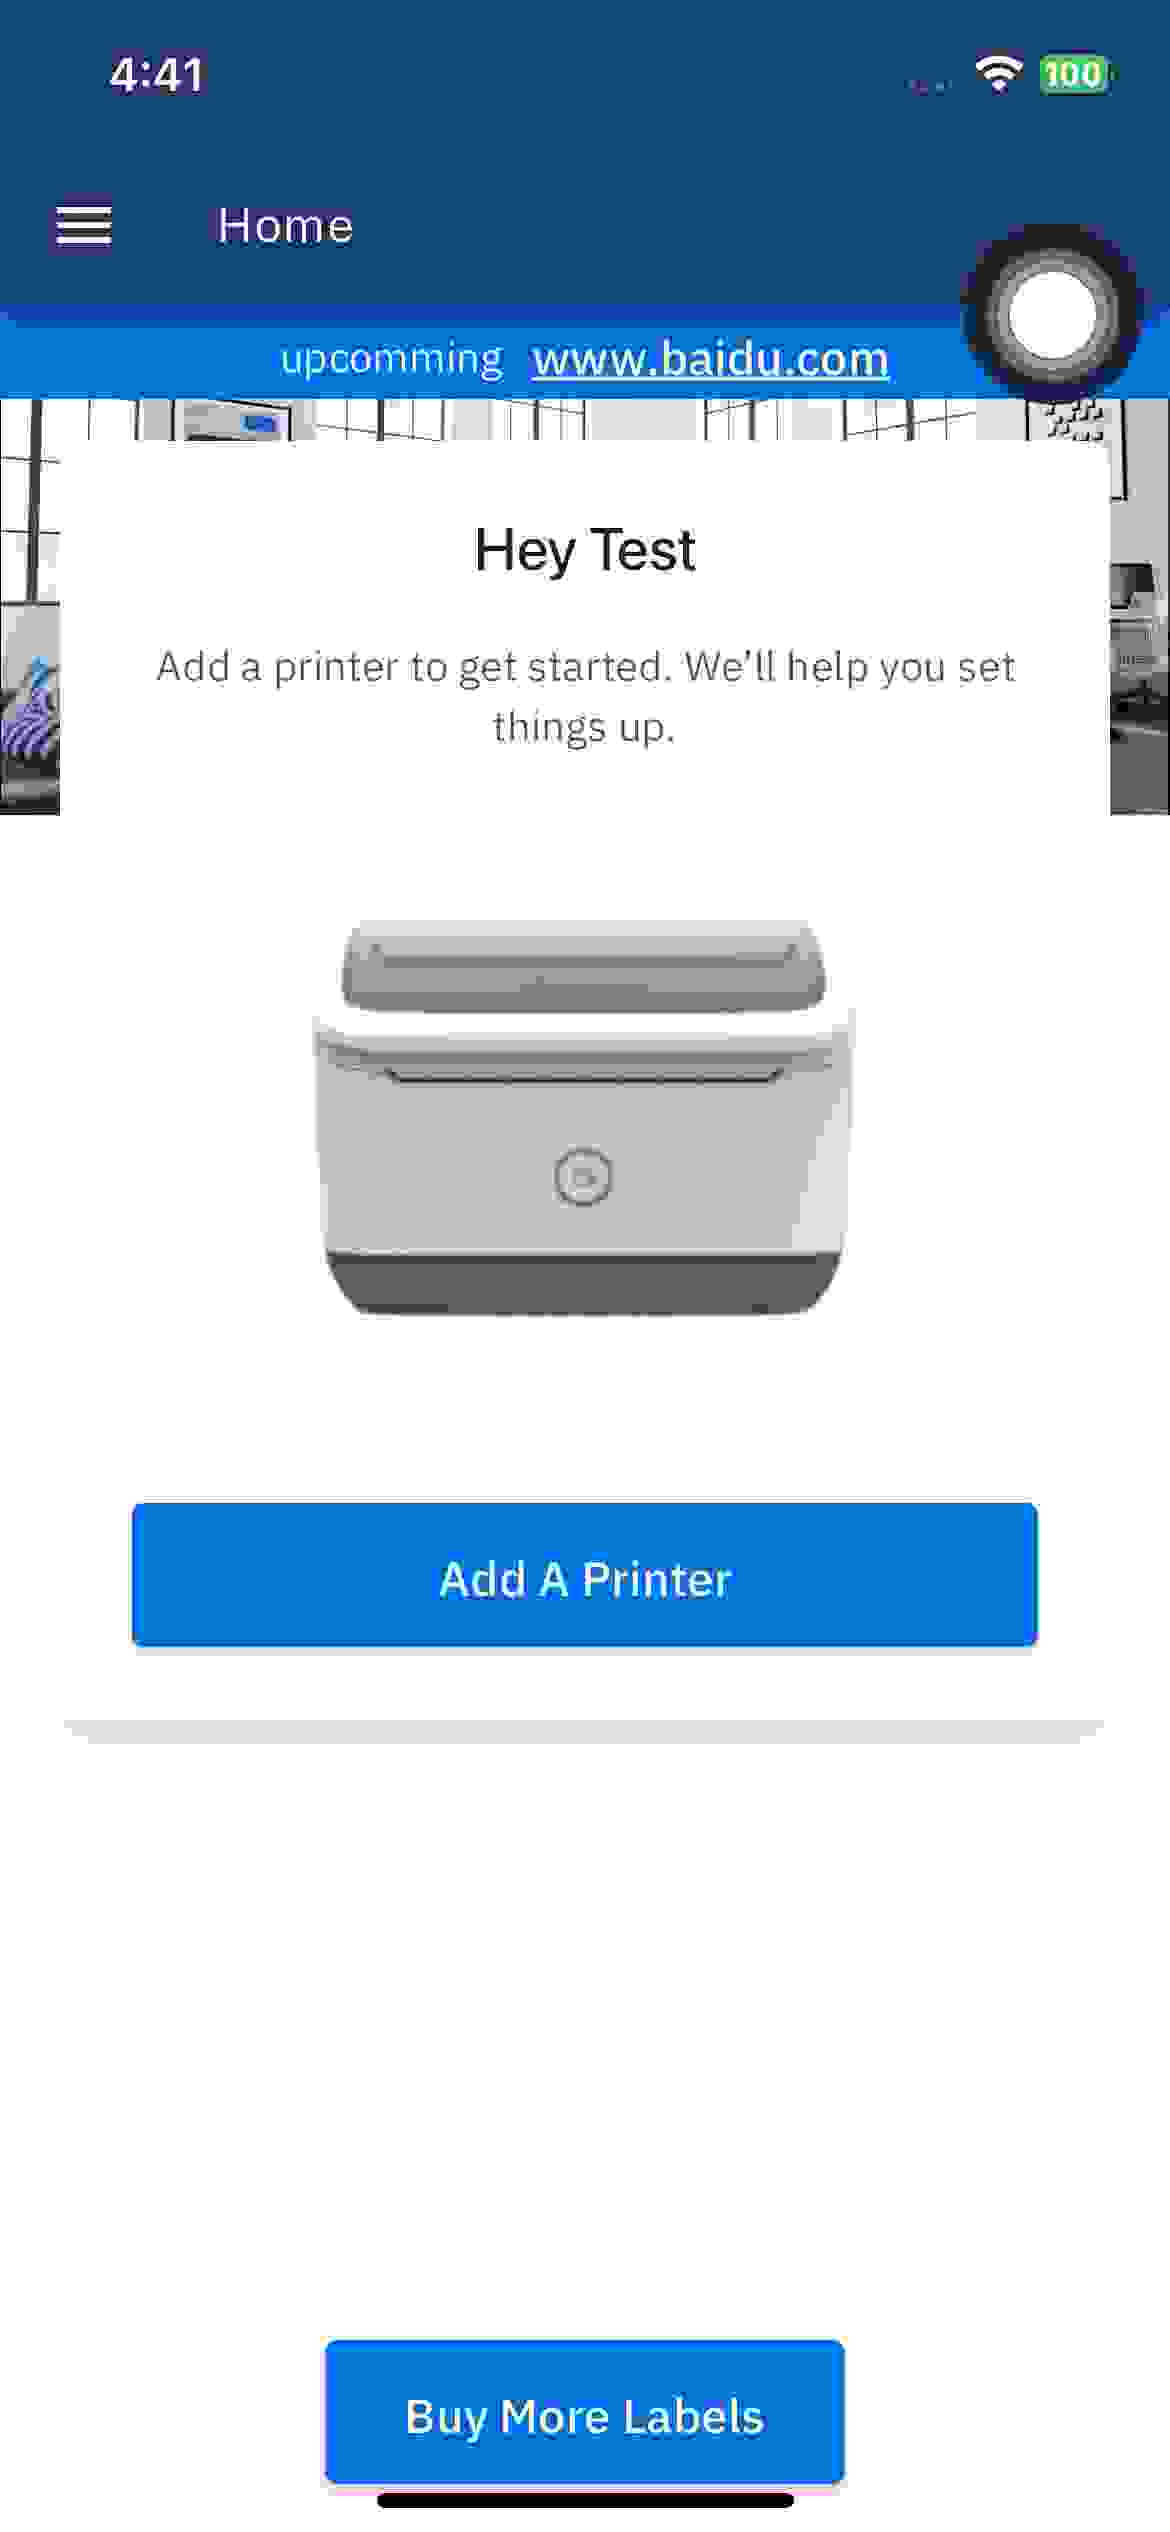 4:41
100
Home
upcomming www.baidu.com
Hey Test
Add a printer to get started. We'll help you set
things up.
Add A Printer
Buy More Labels